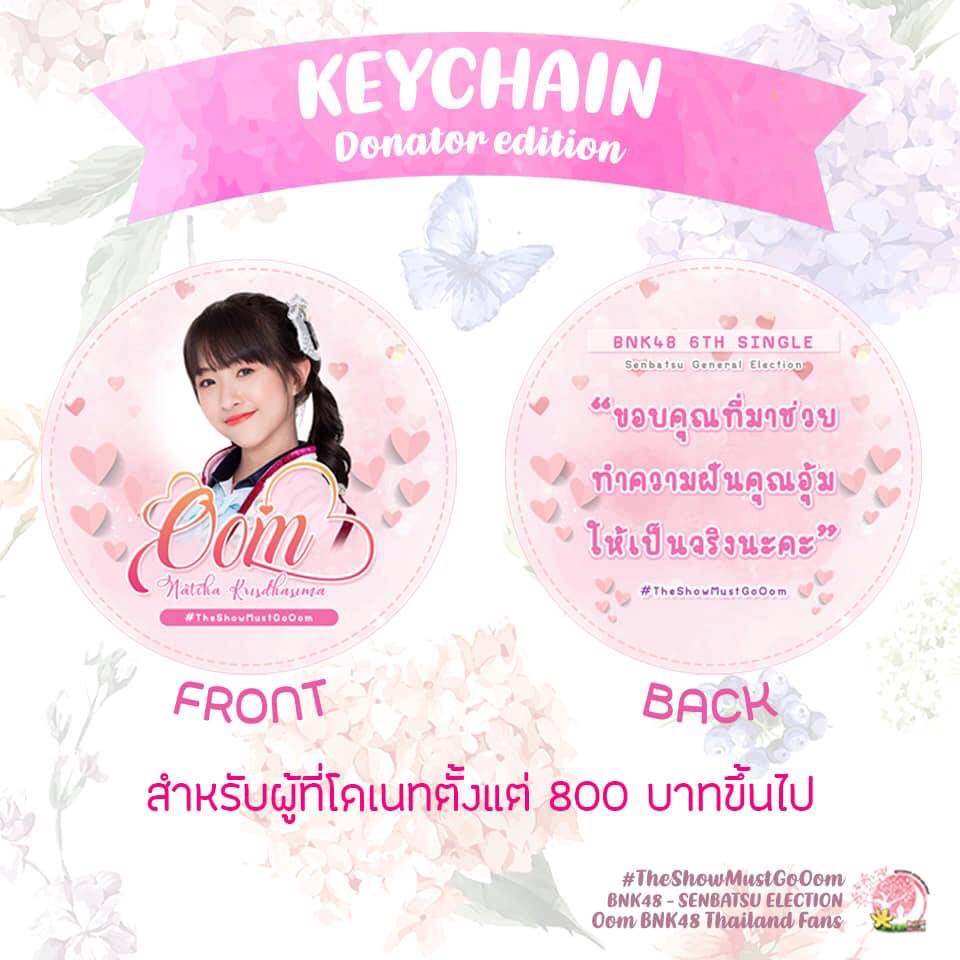 KEYCHAIN
Donator edition
Oom
Natcha Krisdhasima
#TheShowMustGoOom
FRONT
BNK48 6TH SINGLE
Senbatsu General Election
“ขอบคุณที่มาช่วย
ทำความฝันคุณอุ้ม
ให้เป็นจริงนะคะ”
#TheShowMustGoOom
BACK
สำหรับผู้ที่โดเนทตั้งแต่ 800 บาทขึ้นไป
#TheShowMustGoOom
BNK48 - SENBATSU ELECTION
Oom BNK48 Thailand Fans